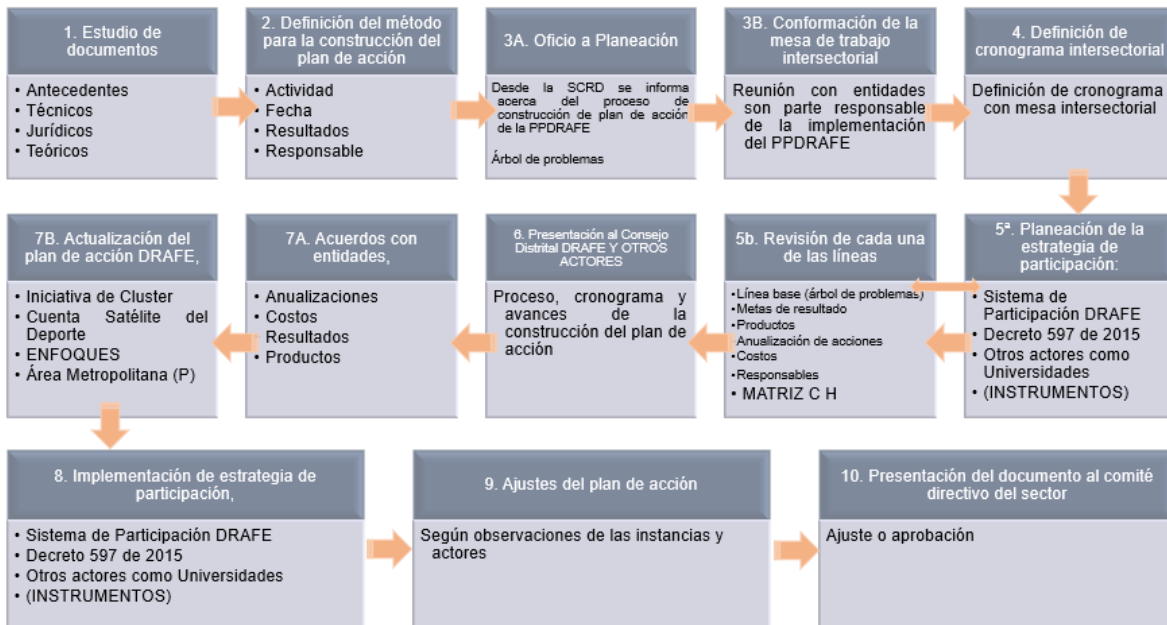 1. Estudio de
documentos
• Antecedentes
• Técnicos
• Jurídicos
• Teóricos
2. Definición del método
para la construcción del
plan de acción
• Actividad
• Fecha
• Resultados
• Responsable
3A. Oficio a Planeación
Desde la SCRD se informa
acerca del proceso de
construcción de plan de acción
de la PPDRAFE
Árbol de problemas
3B. Conformación de la
mesa de trabajo
intersectorial
Reunión con entidades
son parte responsable
de la implementación
del PPDRAFE
4. Definición de
cronograma intersectorial
Definición de cronograma
con mesa intersectorial
5ª. Planeación de la
estrategia de
participación:
• Sistema de
Participación DRAFE
• Decreto 597 de 2015
• Otros actores como
Universidades
• (INSTRUMENTOS)
5b. Revisión de cada una
de las líneas
• Línea base (árbol de problemas)
• Metas de resultado
• Productos
• Anualización de acciones
• Costos
• Responsables
• MATRIZ C H
6. Presentación al Consejo
Distrital DRAFE Y OTROS
ACTORES
Proceso, cronograma y
avances de la
construcción del plan de
acción
7A. Acuerdos con
entidades,
• Anualizaciones
• Costos
• Resultados
• Productos
7B. Actualización del
plan de acción DRAFE,
• Iniciativa de Cluster
• Cuenta Satélite del
Deporte
• ENFOQUES
• Área Metropolitana (P)
8. Implementación de estrategia de
participación,
• Sistema de Participación DRAFE
• Decreto 597 de 2015
• Otros actores como Universidades
• (INSTRUMENTOS)
9. Ajustes del plan de acción
Según observaciones de las instancias y
actores
10. Presentación del documento al comité
directivo del sector
Ajuste o aprobación